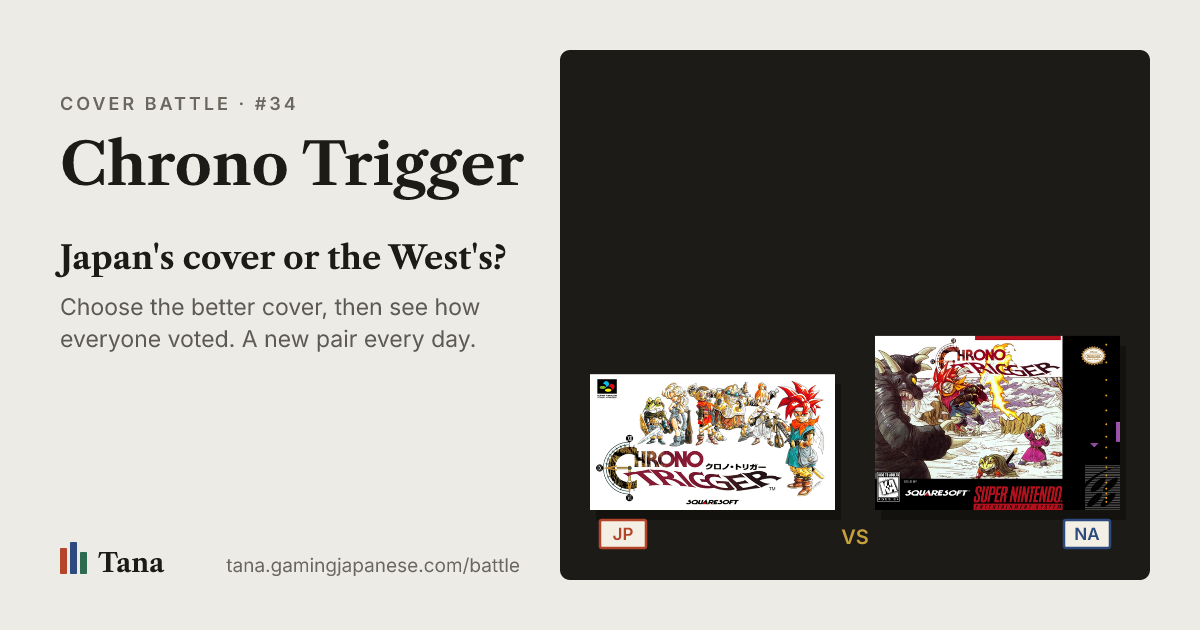 COVER BATTLE · #34
Chrono Trigger
Japan's cover or the West's?
Choose the better cover, then see how
everyone voted. A new pair every day.
Tana
tana.gamingjapanese.com/battle
CHRONO
クロノ・トリガー
TRIGGER
TM
SQUARESOFT
JP
VS
CHRONO
TRIGGER
KA
SQUARESOFT
SUPER NINTENDO
ENTERTAINMENT SYSTEM
NA